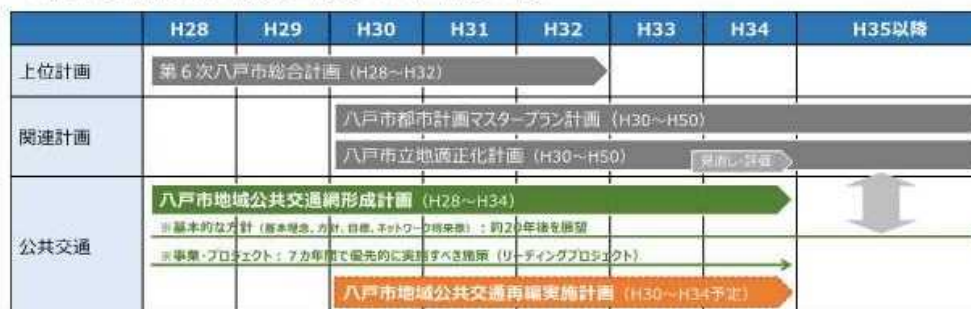 H28 H29 H30 H31 H32 H33 H34 H35以降
上位計画
第6次八戸市総合計画（H28～H32）
関連計画
八戸市都市計画マスタープラン計画（H30～H50）
八戸市立地適正化計画（H30～H50）
見直し・評価
公共交通
八戸市地域公共交通網形成計画（H28～H34）
※基本的な方針（基本理念、方針、目標、ネットワーク将来像）：約20年後を展望
※事業・プロジェクト：7カ年間で優先的に実施すべき施策（リーディングプロジェクト）
八戸市地域公共交通再編実施計画（H30～H34予定）